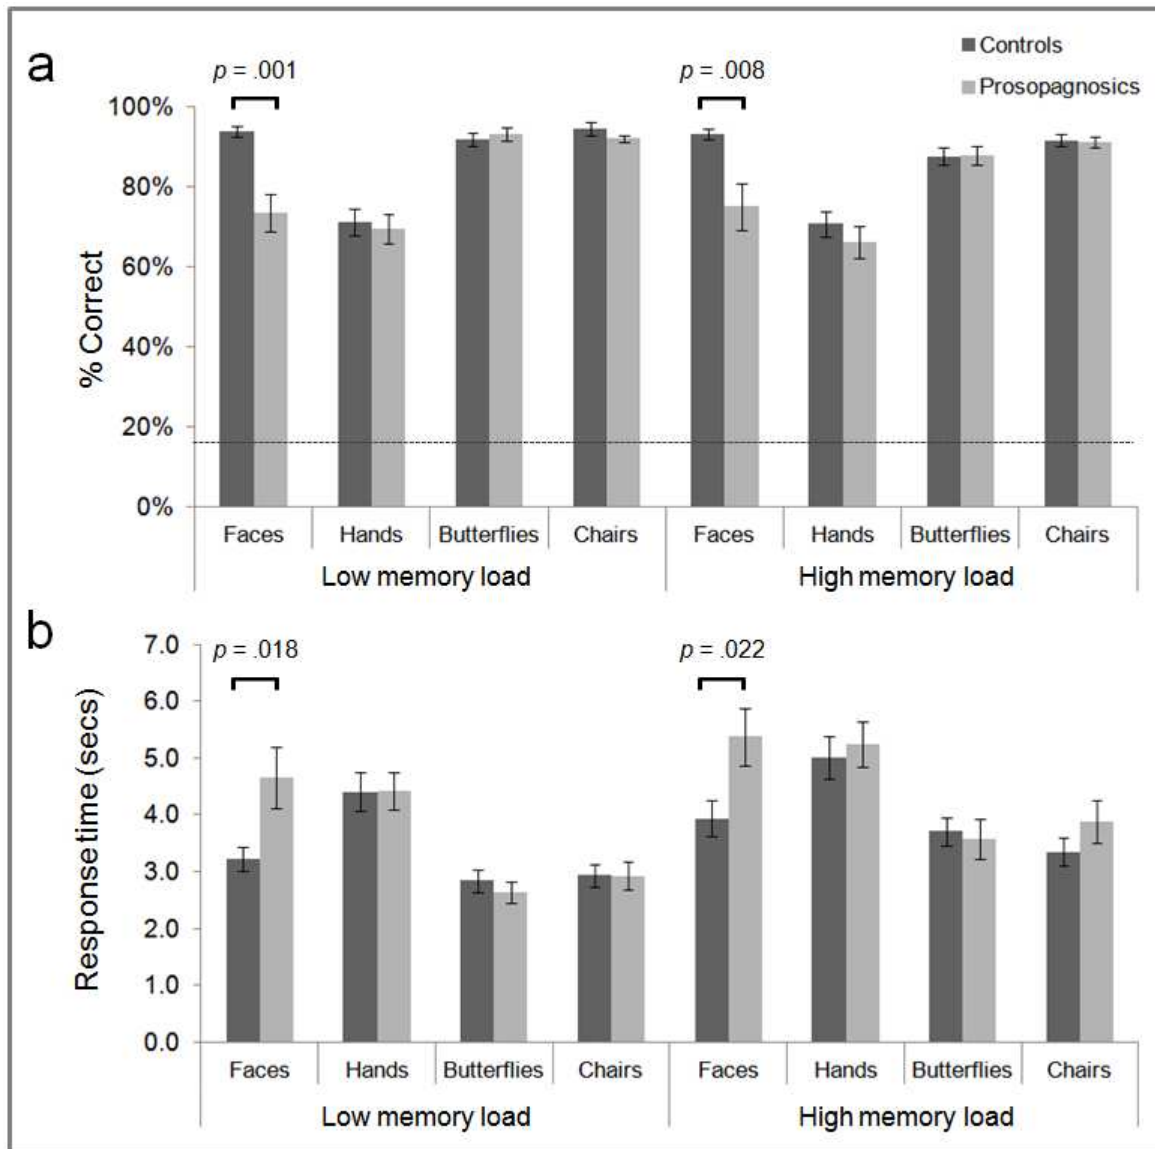 a
Controls
Prosopagnosics
p = .001
p = .008
% Correct
100%
80%
60%
40%
20%
0%
Faces Hands Butterflies Chairs Faces Hands Butterflies Chairs
Low memory load High memory load
b
p = .018
p = .022
Response time (secs)
7.0
6.0
5.0
4.0
3.0
2.0
1.0
0.0
Faces Hands Butterflies Chairs Faces Hands Butterflies Chairs
Low memory load High memory load